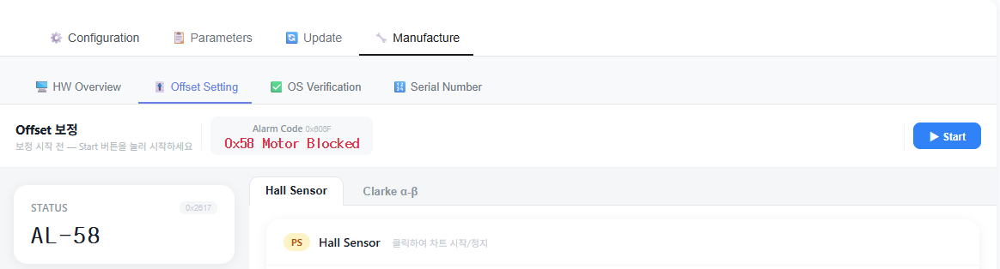 Configuration Parameters Update Manufacture
HW Overview Offset Setting OS Verification Serial Number
Offset 보정
보정 시작 전 — Start 버튼을 눌러 시작하세요
Alarm Code 0x603F
0x58 Motor Blocked
▶ Start
STATUS 0x2617
AL-58
Hall Sensor Clarke α-β
PS Hall Sensor 클릭하여 차트 시작/정지